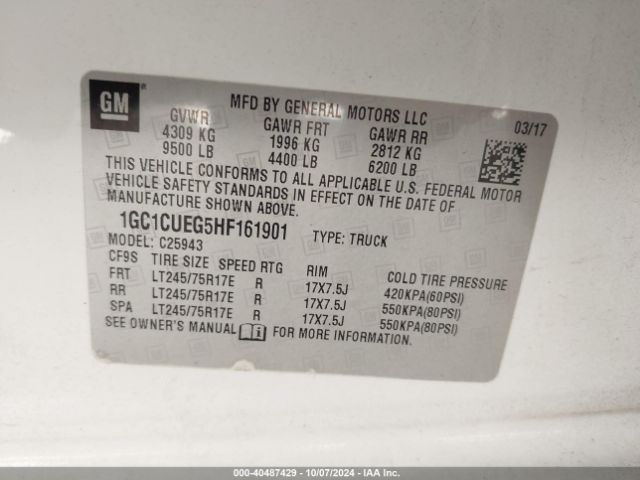 GM
MFD BY GENERAL MOTORS LLC
03/17
GVWR GAWR FRT GAWR RR
4309 KG 1996 KG 2812 KG
9500 LB 4400 LB 6200 LB
THIS VEHICLE CONFORMS TO ALL APPLICABLE U.S. FEDERAL MOTOR
VEHICLE SAFETY STANDARDS IN EFFECT ON THE DATE OF
MANUFACTURE SHOWN ABOVE.
1GC1CUEG5HF161901 TYPE: TRUCK
MODEL: C25943
CF9S TIRE SIZE SPEED RTG RIM COLD TIRE PRESSURE
FRT LT245/75R17E R 17X7.5J 420KPA(60PSI)
RR LT245/75R17E R 17X7.5J 550KPA(80PSI)
SPA LT245/75R17E R 17X7.5J 550KPA(80PSI)
SEE OWNER'S MANUAL FOR MORE INFORMATION.
000-40487429 - 10/07/2024 - IAA Inc.